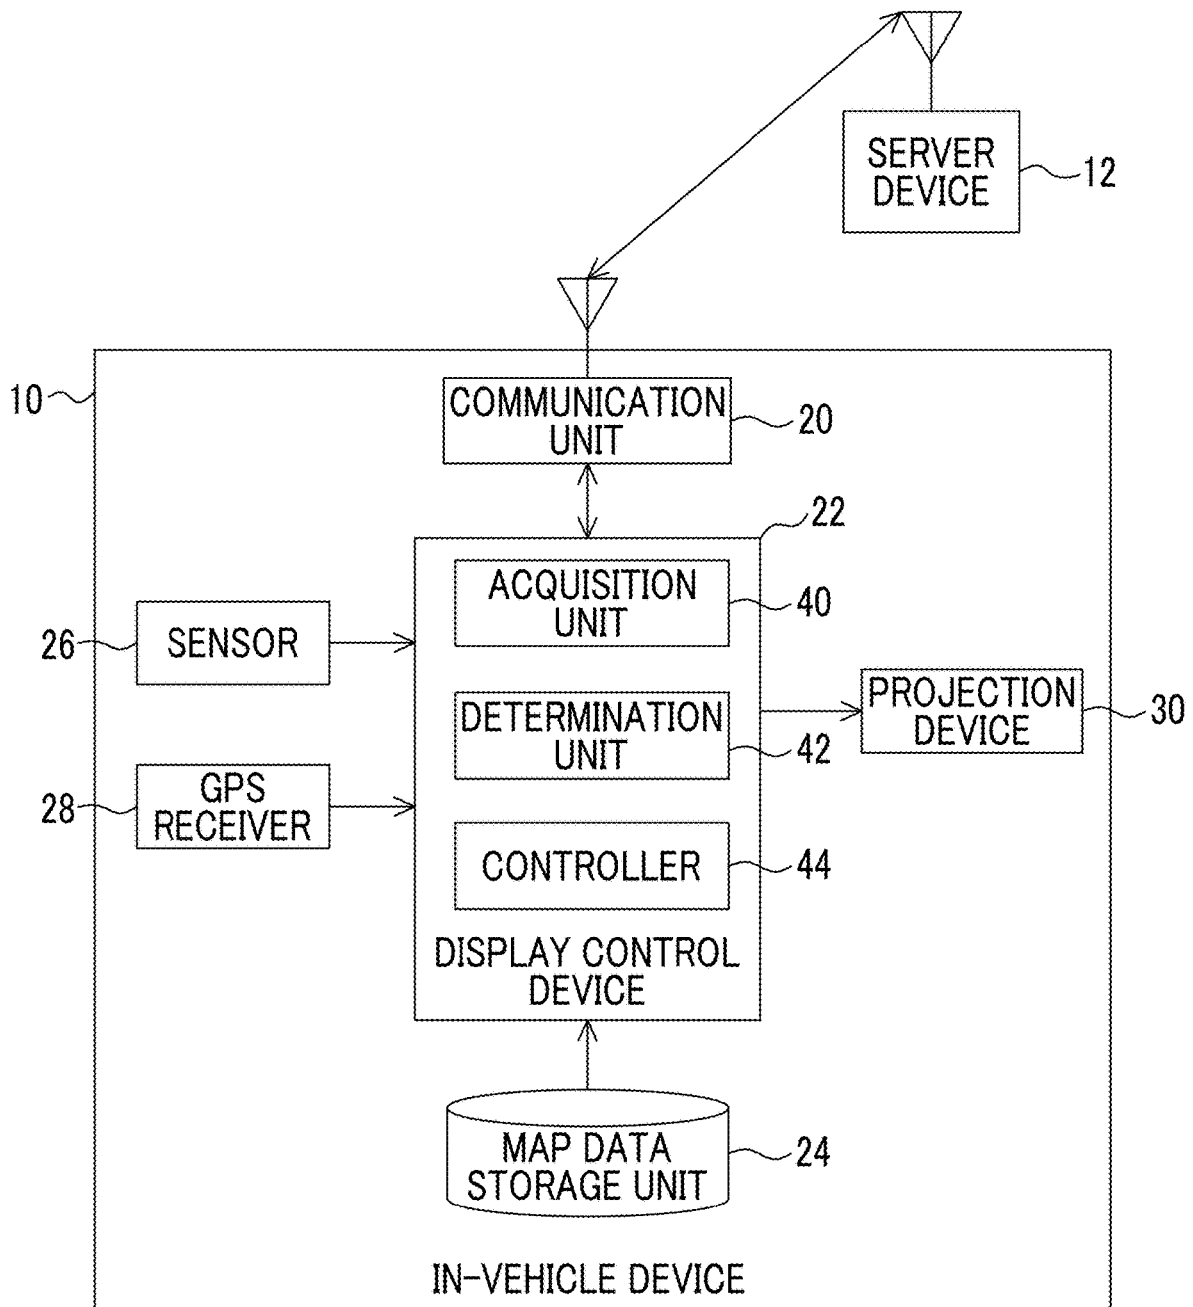 SERVER
DEVICE
12
10
COMMUNICATION
UNIT
20
22
ACQUISITION
UNIT
40
26
SENSOR
DETERMINATION
UNIT
42
PROJECTION
DEVICE
30
28
GPS
RECEIVER
CONTROLLER
44
DISPLAY CONTROL
DEVICE
MAP DATA
STORAGE UNIT
24
IN-VEHICLE DEVICE